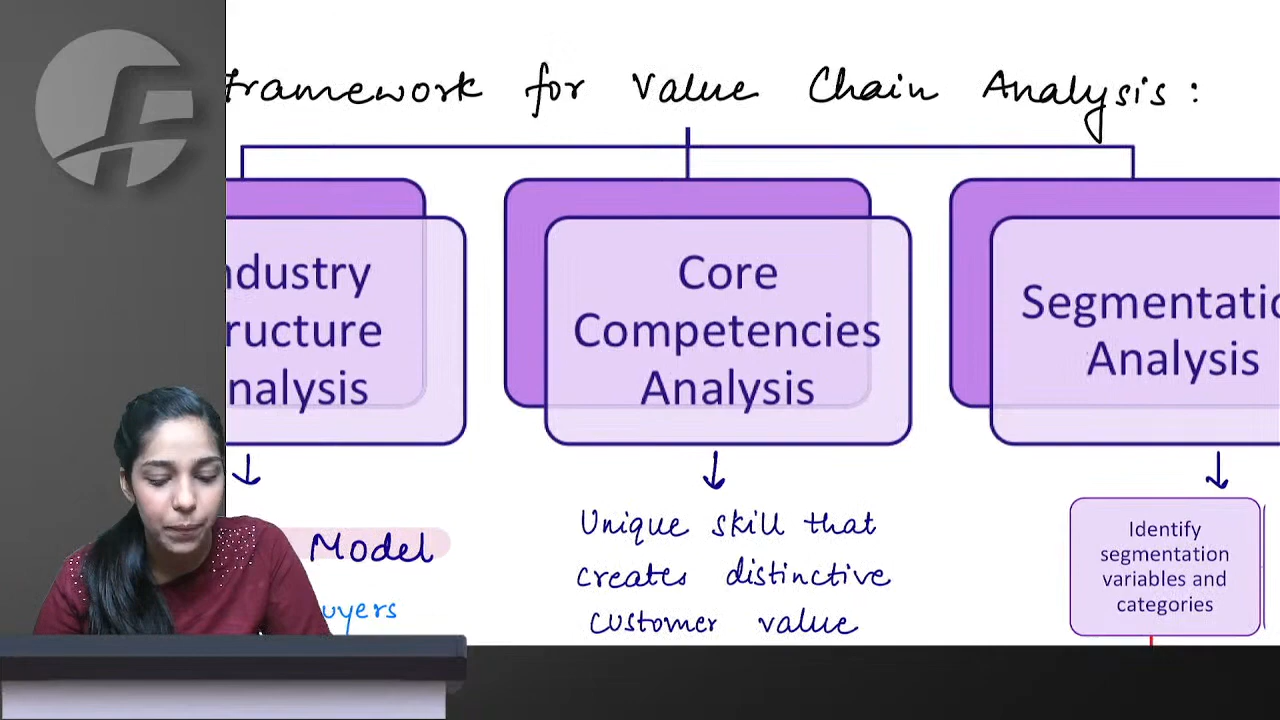 Framework for Value Chain Analysis:
ndustry
ructure
nalysis
Core
Competencies
Analysis
Segmentatio
Analysis
Model
uyers
Unique skill that
creates distinctive
customer value
Identify
segmentation
variables and
categories